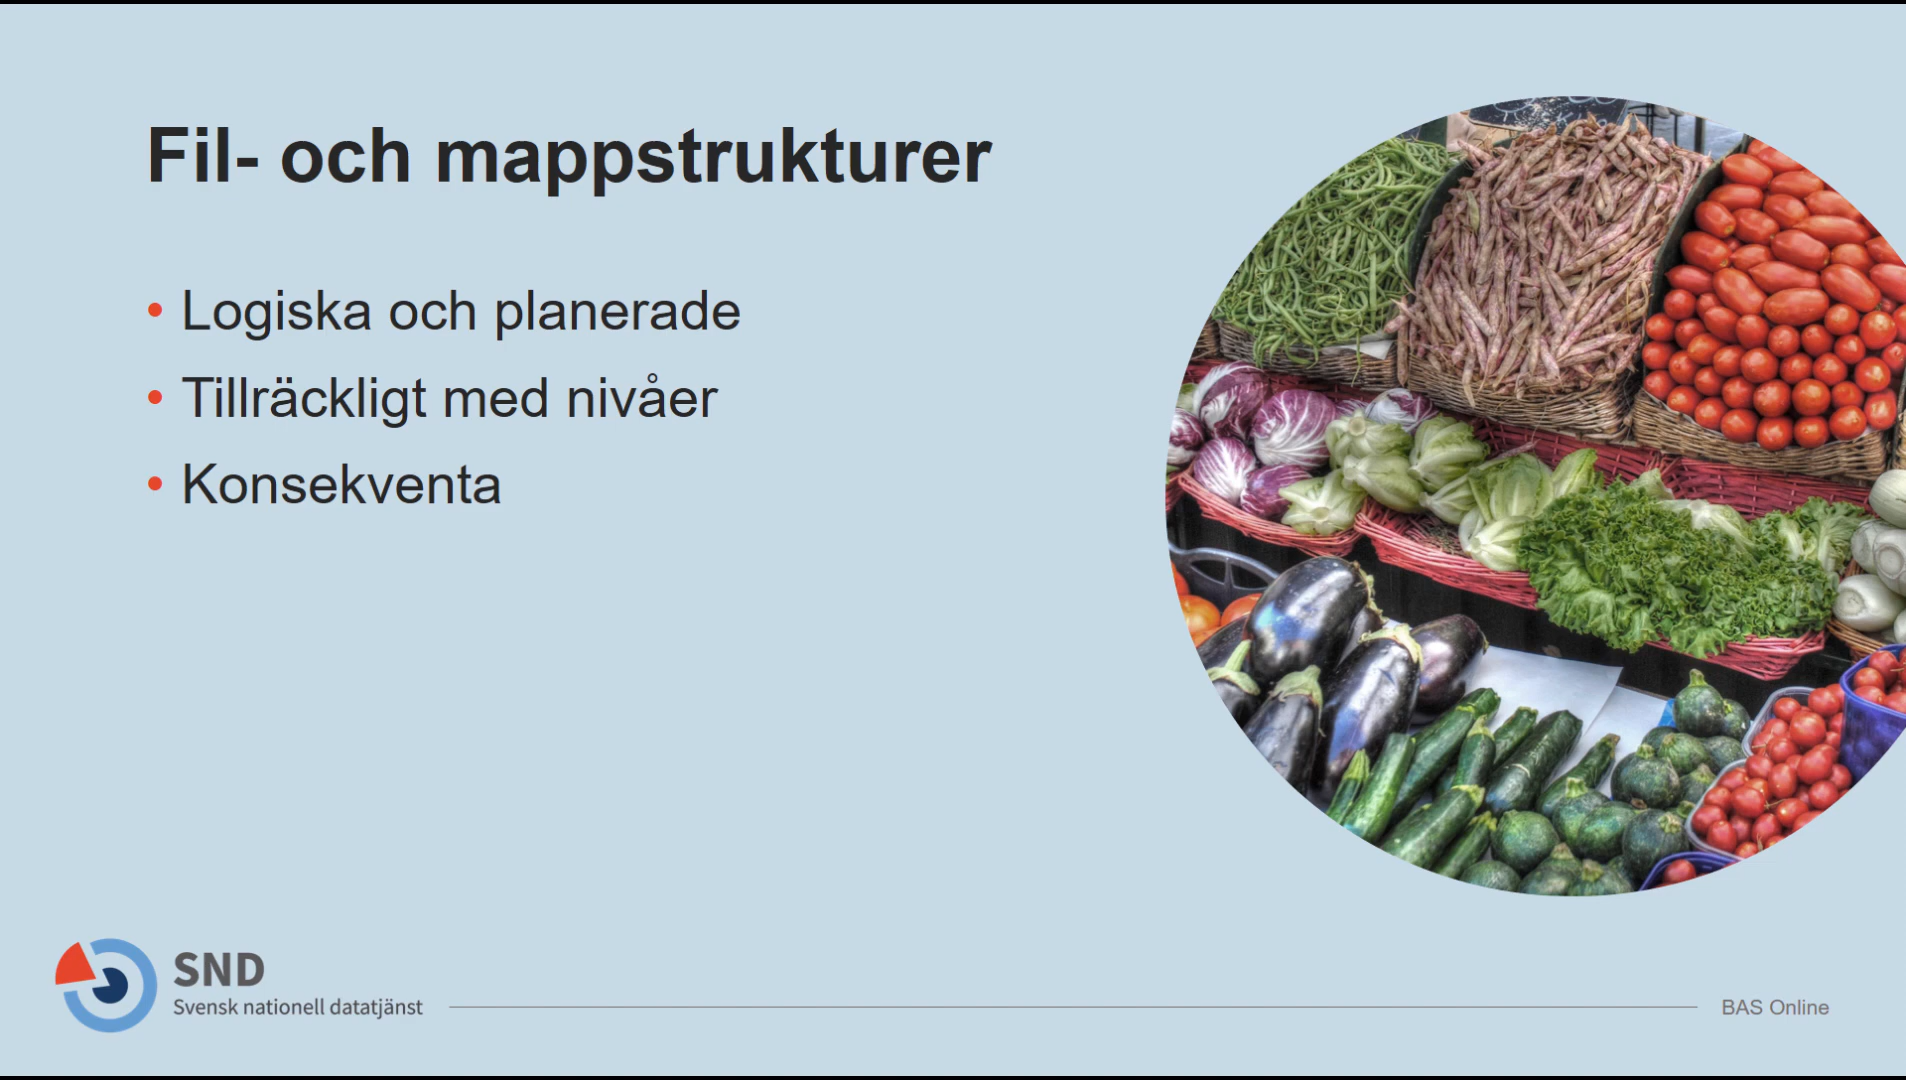 Fil- och mappstrukturer
• Logiska och planerade
• Tillräckligt med nivåer
• Konsekventa
SND
Svensk nationell datatjänst
BAS Online